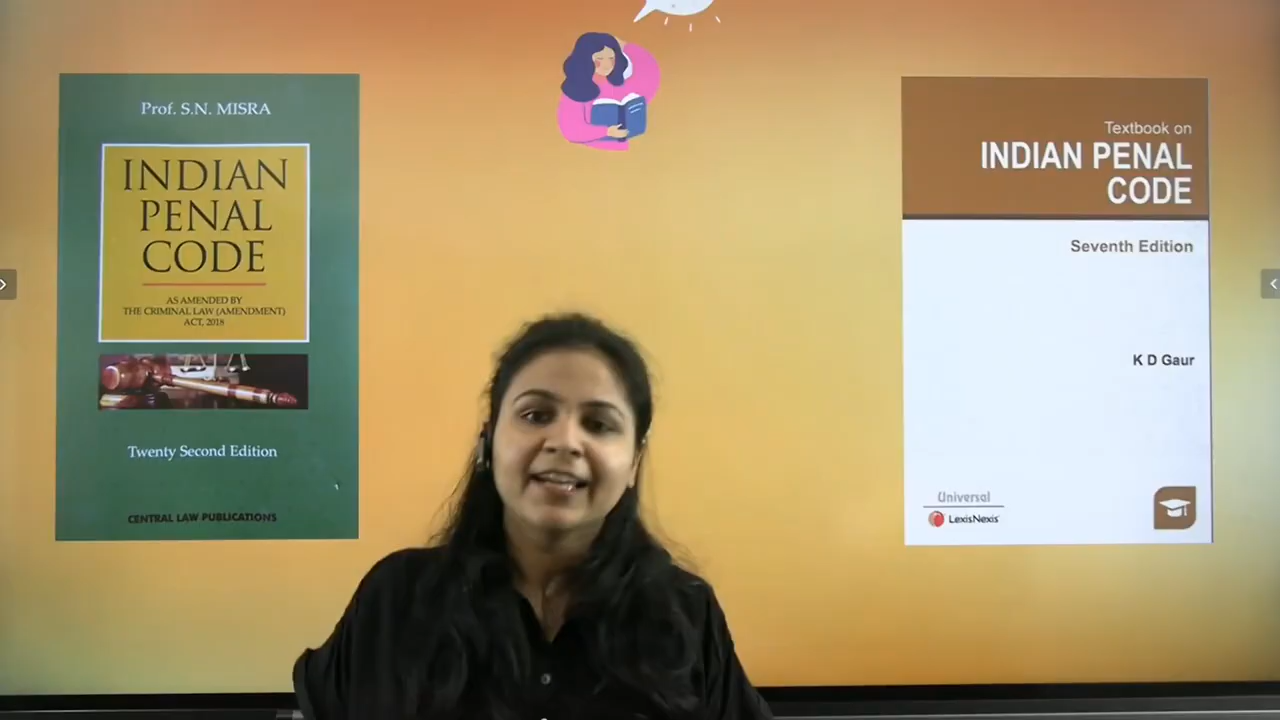 Prof. S.N. MISRA
INDIAN
PENAL
CODE
AS AMENDED BY
THE CRIMINAL LAW (AMENDMENT)
ACT, 2018
Twenty Second Edition
CENTRAL LAW PUBLICATIONS
Textbook on
INDIAN PENAL
CODE
Seventh Edition
K D Gaur
Universal
LexisNexis